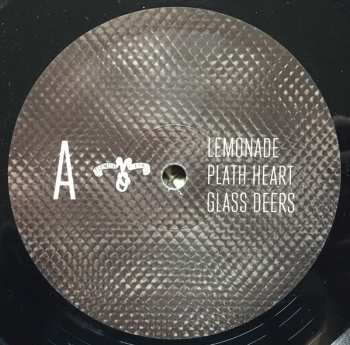 A
LEMONADE
PLATH HEART
GLASS DEERS